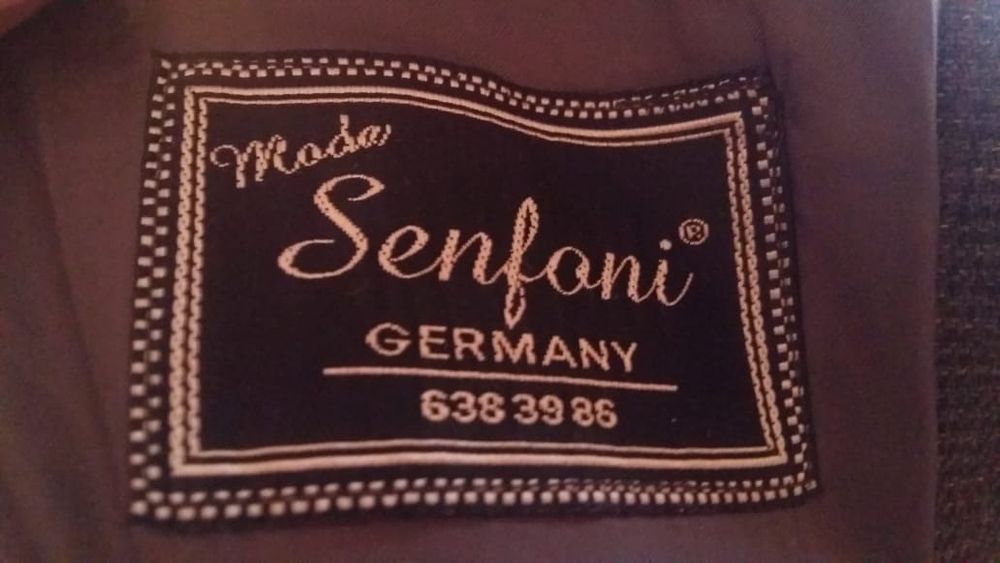 Moda
Senfoni®
GERMANY
638 39 86